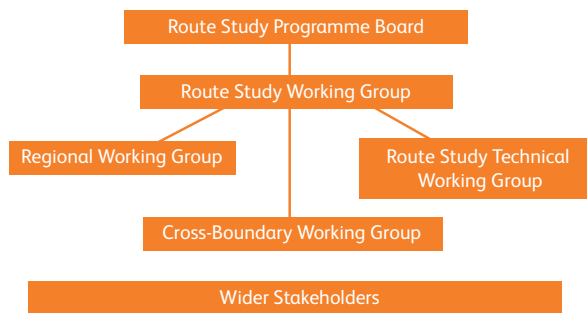 Route Study Programme Board
Route Study Working Group
Regional Working Group
Route Study Technical
Working Group
Cross-Boundary Working Group
Wider Stakeholders